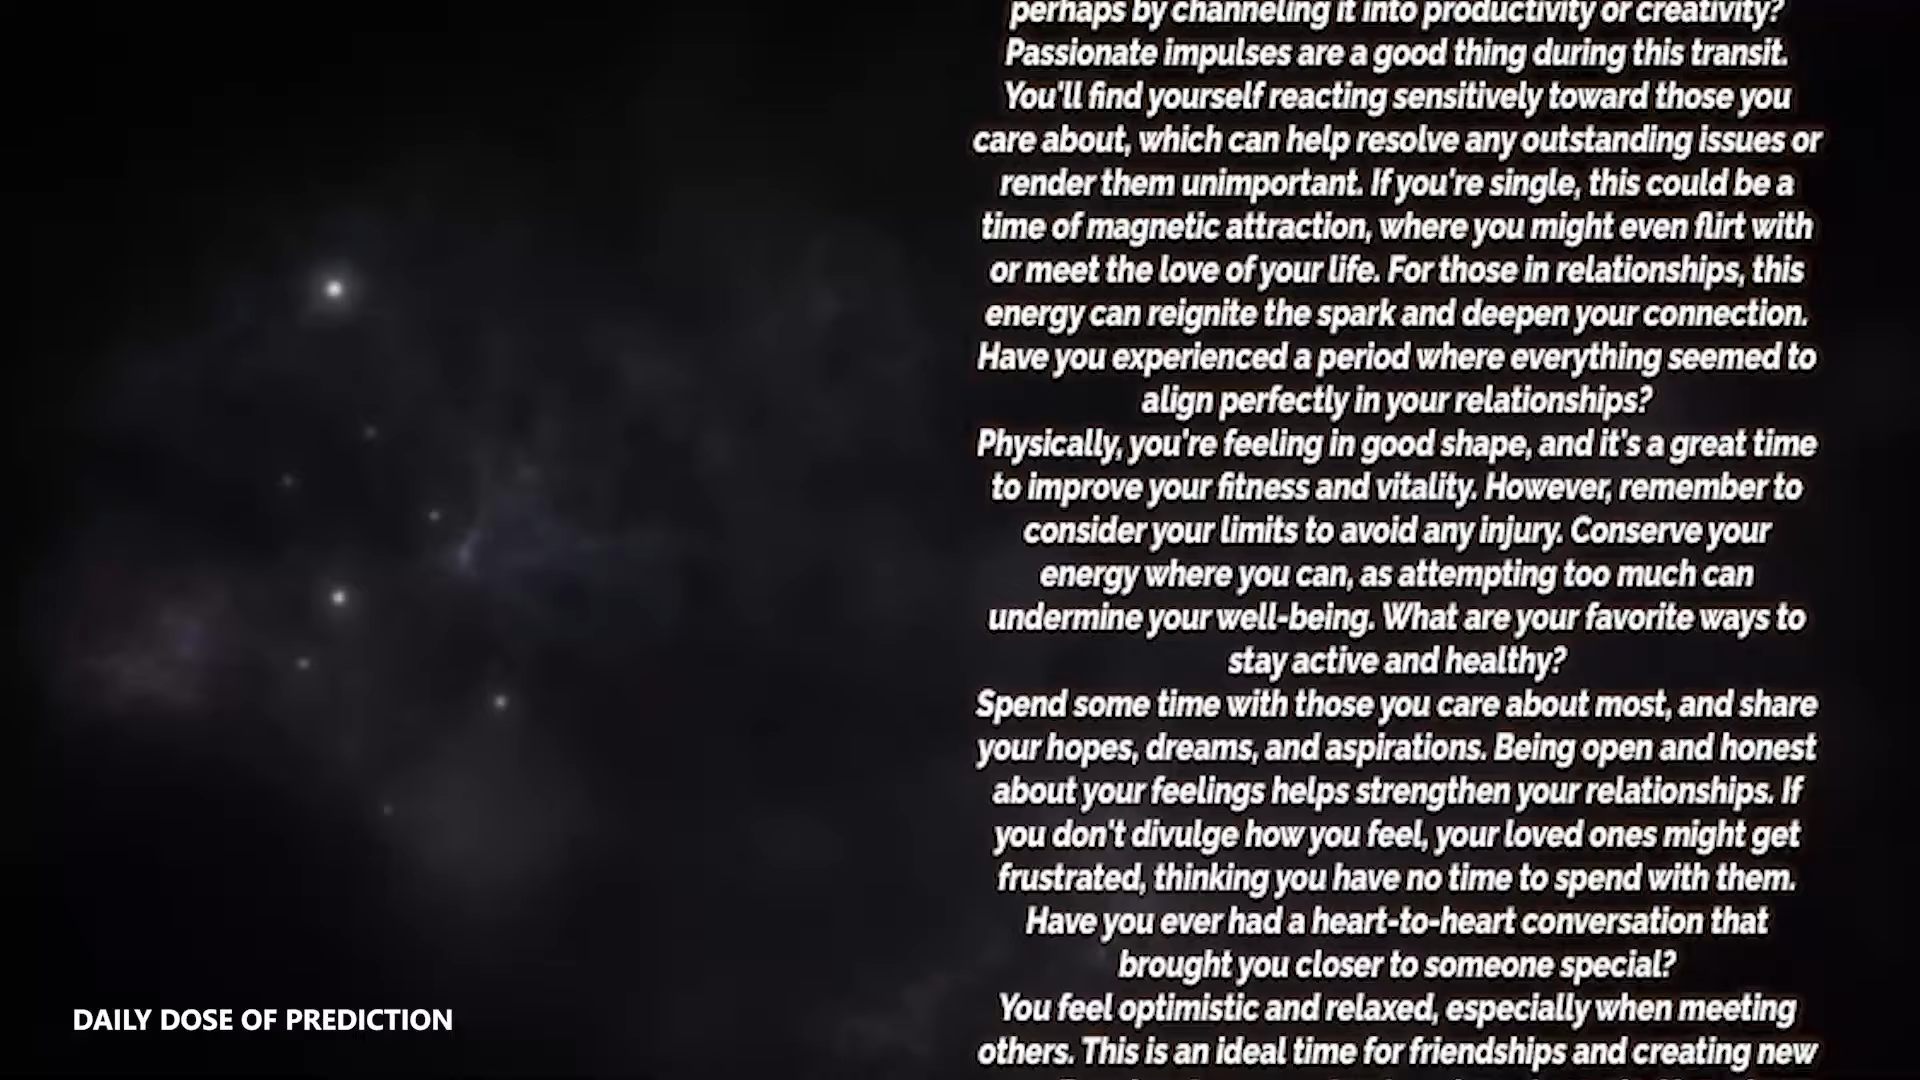 perhaps by channeling it into productivity or creativity?
Passionate impulses are a good thing during this transit.
You'll find yourself reacting sensitively toward those you
care about, which can help resolve any outstanding issues or
render them unimportant. If you're single, this could be a
time of magnetic attraction, where you might even flirt with
or meet the love of your life. For those in relationships, this
energy can reignite the spark and deepen your connection.
Have you experienced a period where everything seemed to
align perfectly in your relationships?
Physically, you're feeling in good shape, and it's a great time
to improve your fitness and vitality. However, remember to
consider your limits to avoid any injury. Conserve your
energy where you can, as attempting too much can
undermine your well-being. What are your favorite ways to
stay active and healthy?
Spend some time with those you care about most, and share
your hopes, dreams, and aspirations. Being open and honest
about your feelings helps strengthen your relationships. If
you don't divulge how you feel, your loved ones might get
frustrated, thinking you have no time to spend with them.
Have you ever had a heart-to-heart conversation that
brought you closer to someone special?
You feel optimistic and relaxed, especially when meeting
others. This is an ideal time for friendships and creating new
DAILY DOSE OF PREDICTION